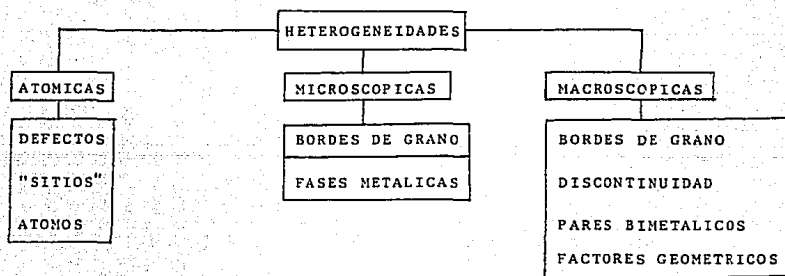 HETEROGENEIDADES
ATOMICAS
DEFECTOS
"SITIOS"
ATOMOS
MICROSCOPICAS
BORDES DE GRANO
FASES METALICAS
MACROSCOPICAS
BORDES DE GRANO
DISCONTINUIDAD
PARES BIMETALICOS
FACTORES GEOMETRICOS